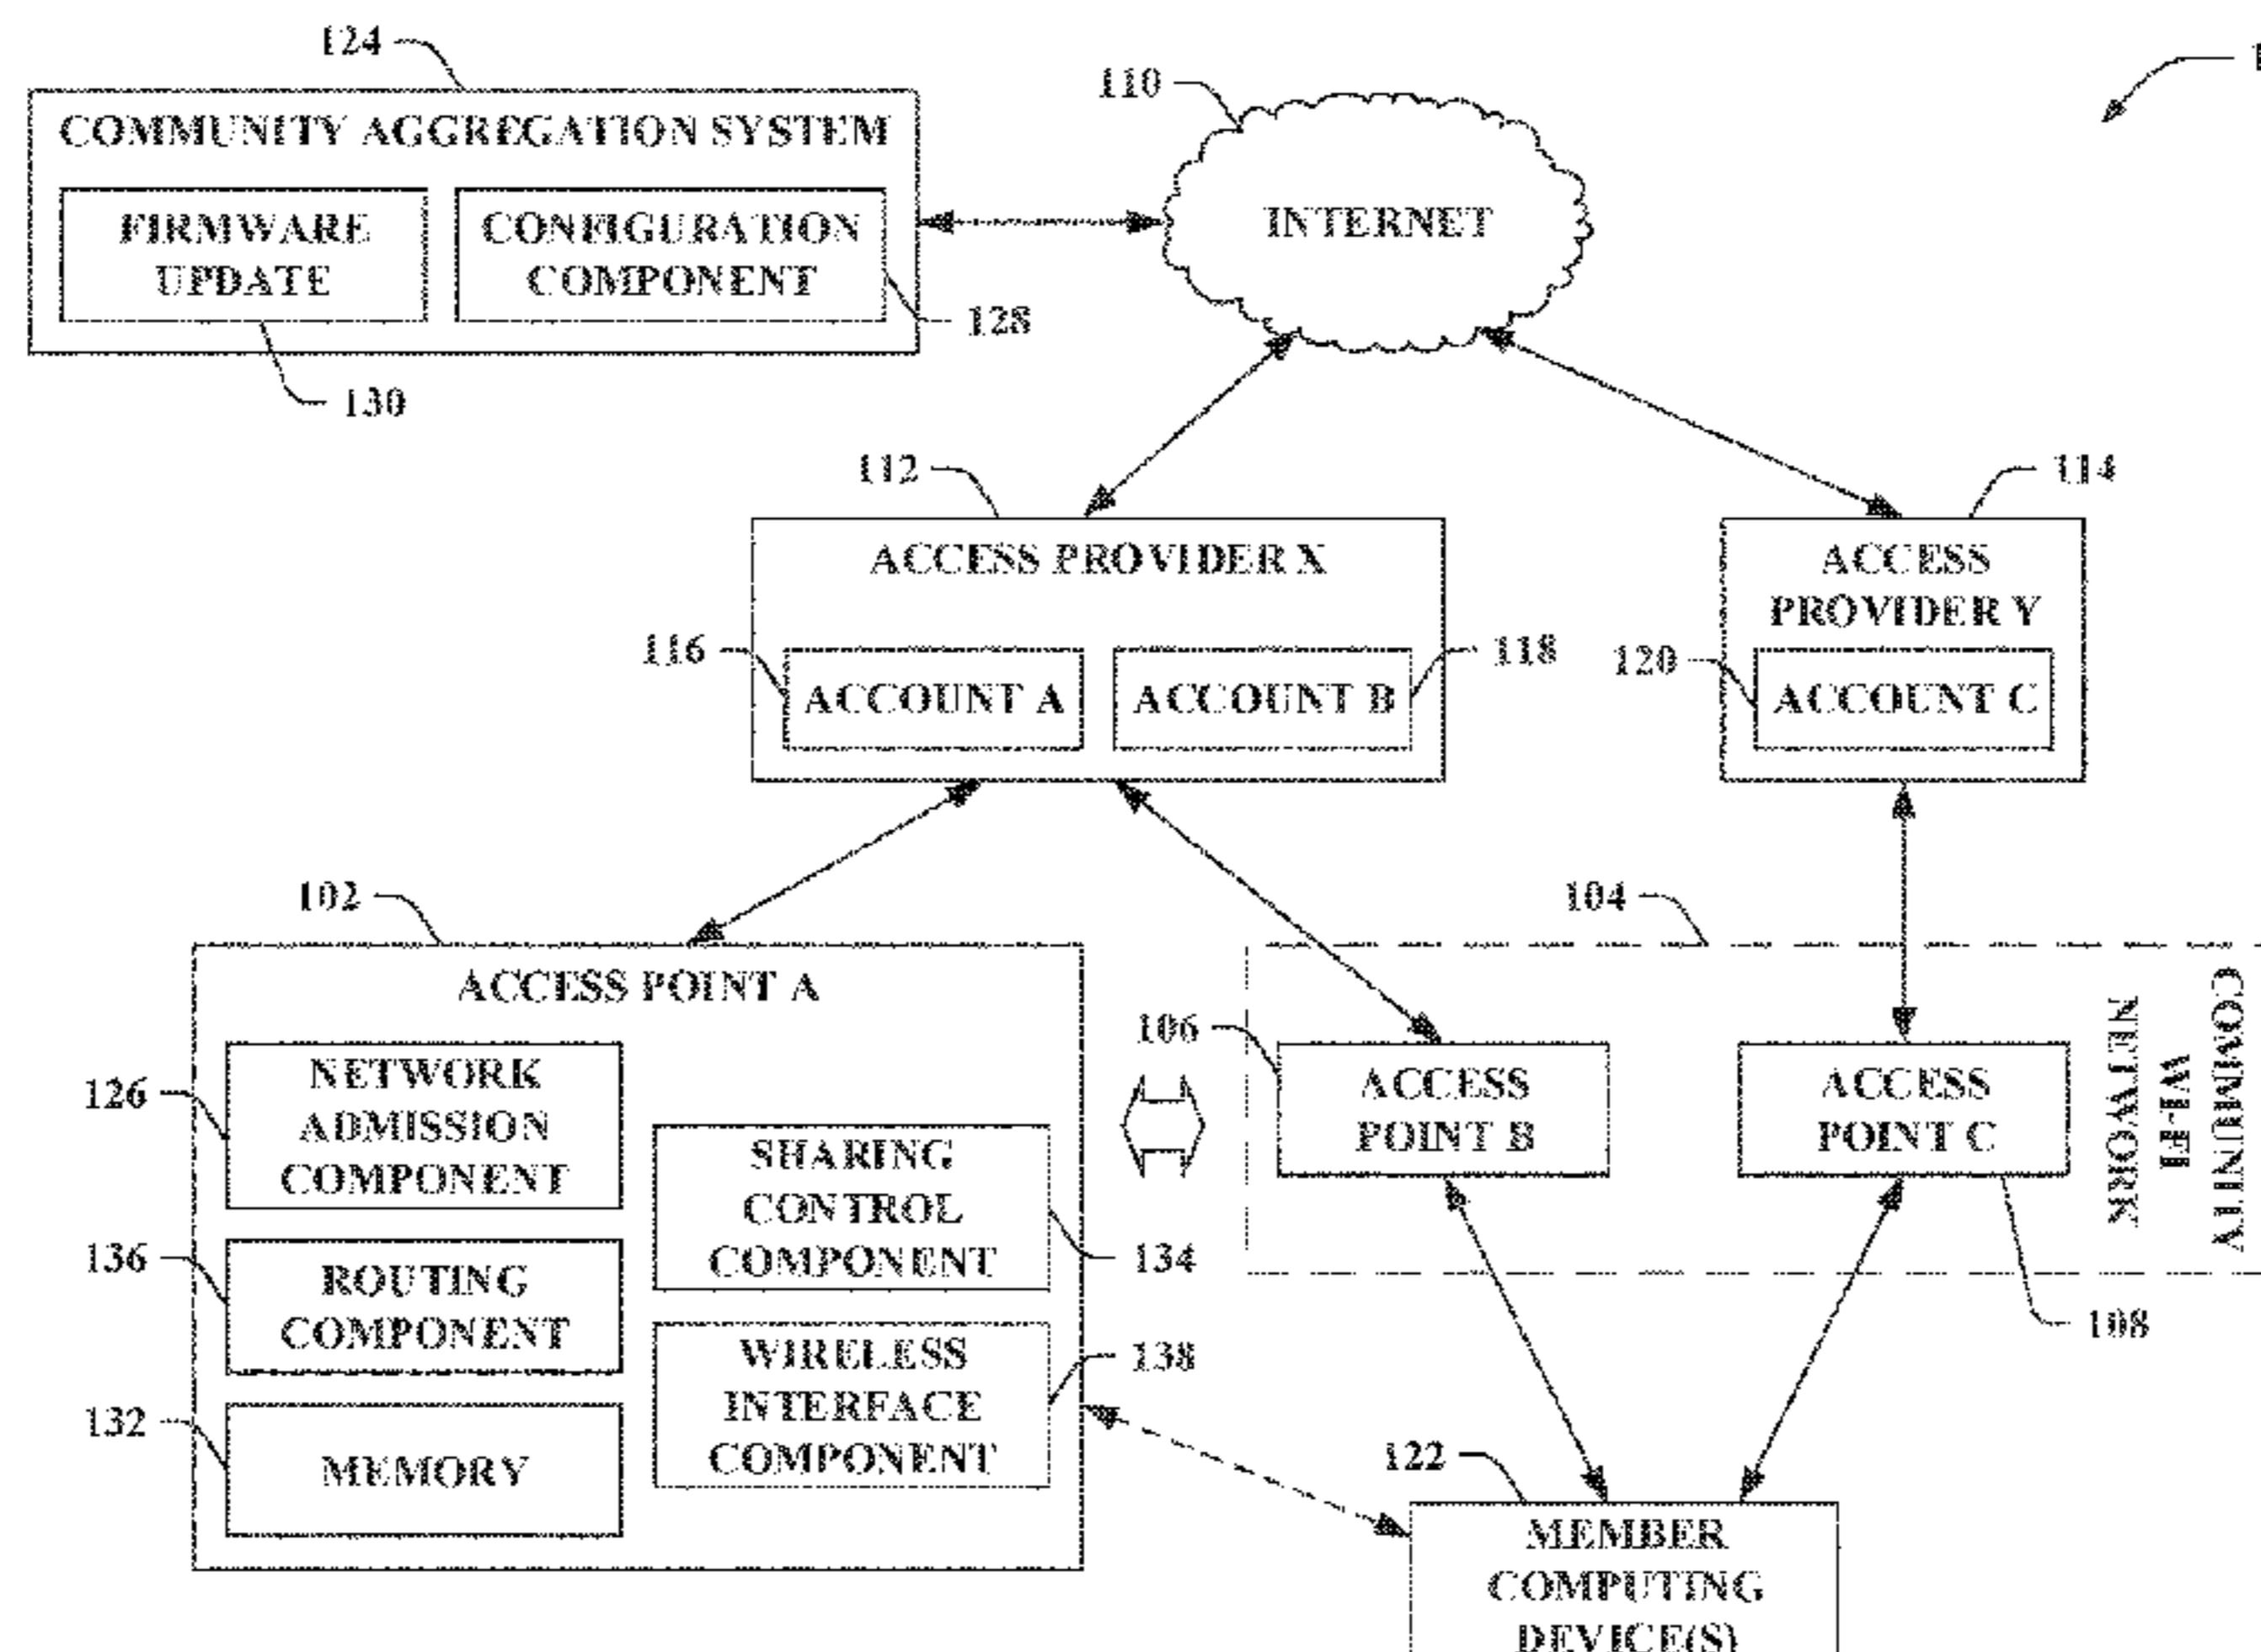 124
110
COMMUNITY AGGREGATION SYSTEM
FIRMWARE
UPDATE
CONFIGURATION
COMPONENT
INTERNET
128
130
112
114
ACCESS PROVIDER X
ACCESS
PROVIDER Y
116
118
120
ACCOUNT A
ACCOUNT B
ACCOUNT C
102
104
ACCESS POINT A
106
126
NETWORK
ADMISSION
COMPONENT
SHARING
CONTROL
COMPONENT
134
136
ROUTING
COMPONENT
WIRELESS
INTERFACE
COMPONENT
138
132
MEMORY
ACCESS
POINT B
ACCESS
POINT C
COMMUNITY
WI-FI
NETWORK
108
122
MEMBER
COMPUTING
DEVICE(S)